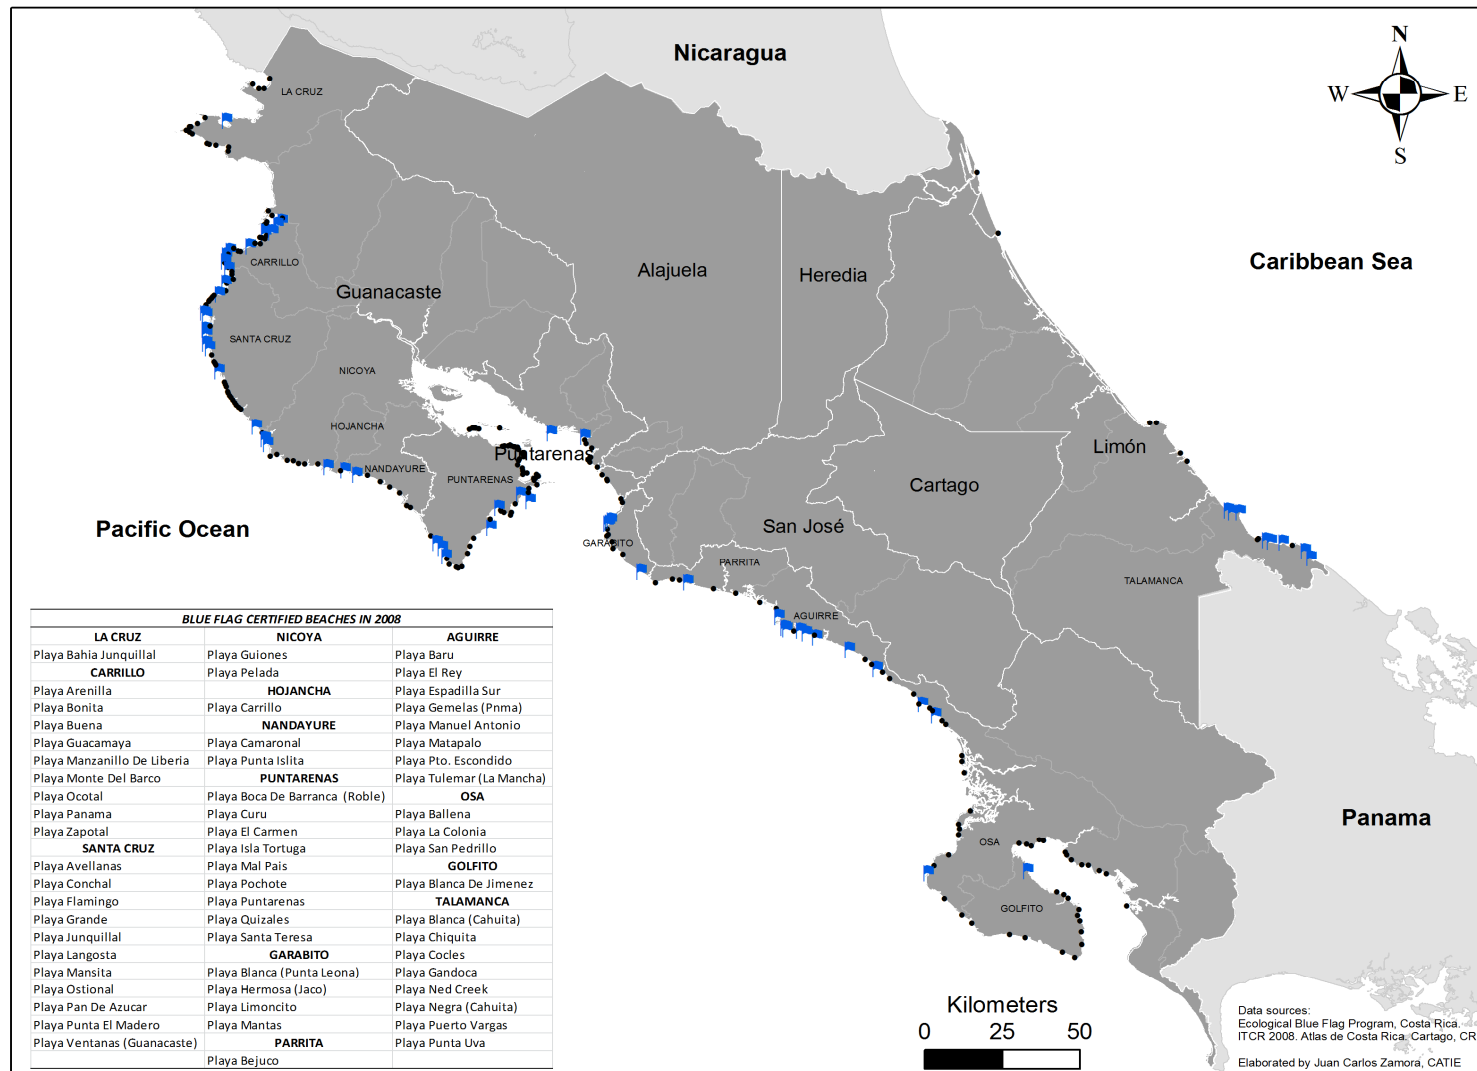 Nicaragua
N
W E
S
LA CRUZ
Caribbean Sea
CARRILLO
Alajuela
Heredia
Guanacaste
SANTA CRUZ
NICOYA
HOJANCHA
Limón
Puntarenas
NANDAYURE
PUNTARENAS
Cartago
Pacific Ocean
San José
GARABITO
PARRITA
TALAMANCA
AGUIRRE
BLUE FLAG CERTIFIED BEACHES IN 2008
LA CRUZ NICOYA AGUIRRE
Playa Bahia Junquillal Playa Guiones Playa Baru
CARRILLO Playa Pelada Playa El Rey
Playa Arenilla HOJANCHA Playa Espadilla Sur
Playa Bonita Playa Carrillo Playa Gemelas (Pnma)
Playa Buena NANDAYURE Playa Manuel Antonio
Playa Guacamaya Playa Camaronal Playa Matapalo
Playa Manzanillo De Liberia Playa Punta Islita Playa Pto. Escondido
Playa Monte Del Barco PUNTARENAS Playa Tulemar (La Mancha)
Playa Ocotal Playa Boca De Barranca (Roble) OSA
Playa Panama Playa Curu Playa Ballena
Playa Zapotal Playa El Carmen Playa La Colonia
SANTA CRUZ Playa Isla Tortuga Playa San Pedrillo
Playa Avellanas Playa Mal Pais GOLFITO
Playa Conchal Playa Pochote Playa Blanca De Jimenez
Playa Flamingo Playa Puntarenas TALAMANCA
Playa Grande Playa Quizales Playa Blanca (Cahuita)
Playa Junquillal Playa Santa Teresa Playa Chiquita
Playa Langosta GARABITO Playa Cocles
Playa Mansita Playa Blanca (Punta Leona) Playa Gandoca
Playa Ostional Playa Hermosa (Jaco) Playa Ned Creek
Playa Pan De Azucar Playa Limoncito Playa Negra (Cahuita)
Playa Punta El Madero Playa Mantas Playa Puerto Vargas
Playa Ventanas (Guanacaste) PARRITA Playa Punta Uva
Playa Bejuco
Panama
OSA
GOLFITO
Kilometers
0 25 50
Data sources:
Ecological Blue Flag Program, Costa Rica.
ITCR 2008. Atlas de Costa Rica. Cartago, CR
Elaborated by Juan Carlos Zamora, CATIE